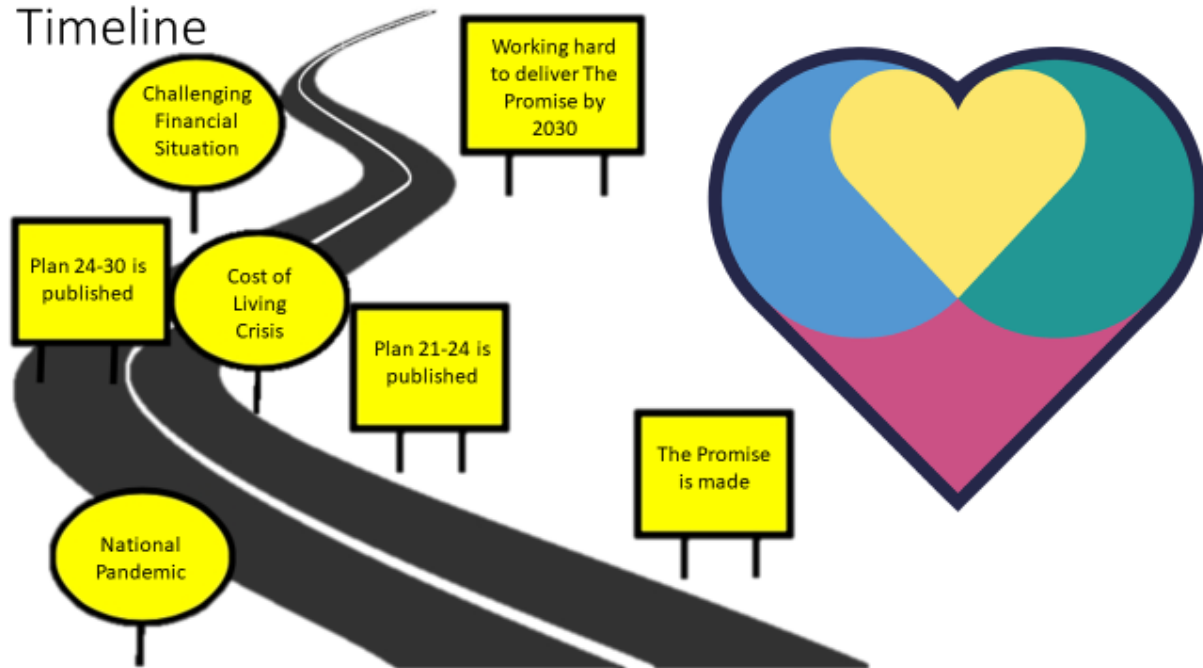 Timeline
Working hard
to deliver The
Promise by
2030
Challenging
Financial
Situation
Plan 24-30 is
published
Cost of
Living
Crisis
Plan 21-24 is
published
The Promise
is made
National
Pandemic